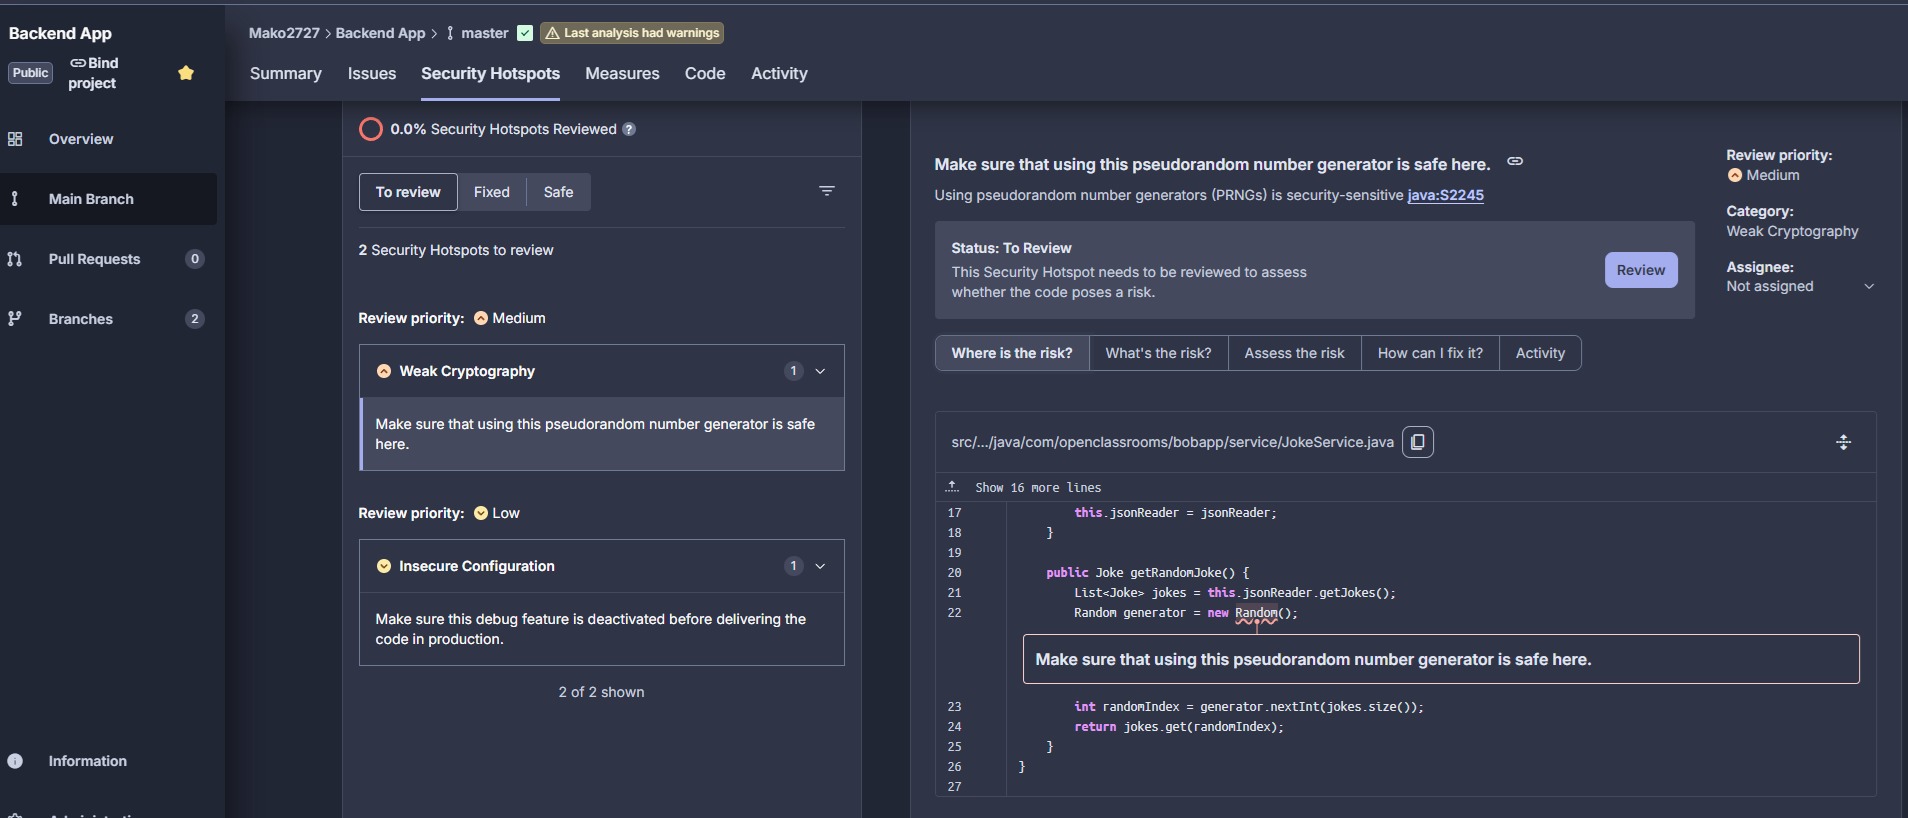 Backend App
Public
Bind project
Overview
Main Branch
Pull Requests 0
Branches 2
Information
Mako2727 > Backend App > master Last analysis had warnings
Summary Issues Security Hotspots Measures Code Activity
0.0% Security Hotspots Reviewed ?
To review Fixed Safe
2 Security Hotspots to review
Review priority: Medium
Weak Cryptography 1
Make sure that using this pseudorandom number generator is safe
here.
Review priority: Low
Insecure Configuration 1
Make sure this debug feature is deactivated before delivering the
code in production.
2 of 2 shown
Make sure that using this pseudorandom number generator is safe here.
Using pseudorandom number generators (PRNGs) is security-sensitive java:S2245
Status: To Review
This Security Hotspot needs to be reviewed to assess
whether the code poses a risk.
Review
Review priority:
Medium
Category:
Weak Cryptography
Assignee:
Not assigned
Where is the risk? What's the risk? Assess the risk How can I fix it? Activity
src/.../java/com/openclassrooms/bobapp/service/JokeService.java
Show 16 more lines
17 this.jsonReader = jsonReader;
18 }
19
20 public Joke getRandomJoke() {
21 List<Joke> jokes = this.jsonReader.getJokes();
22 Random generator = new Random();
Make sure that using this pseudorandom number generator is safe here.
23 int randomIndex = generator.nextInt(jokes.size());
24 return jokes.get(randomIndex);
25 }
26 }
27